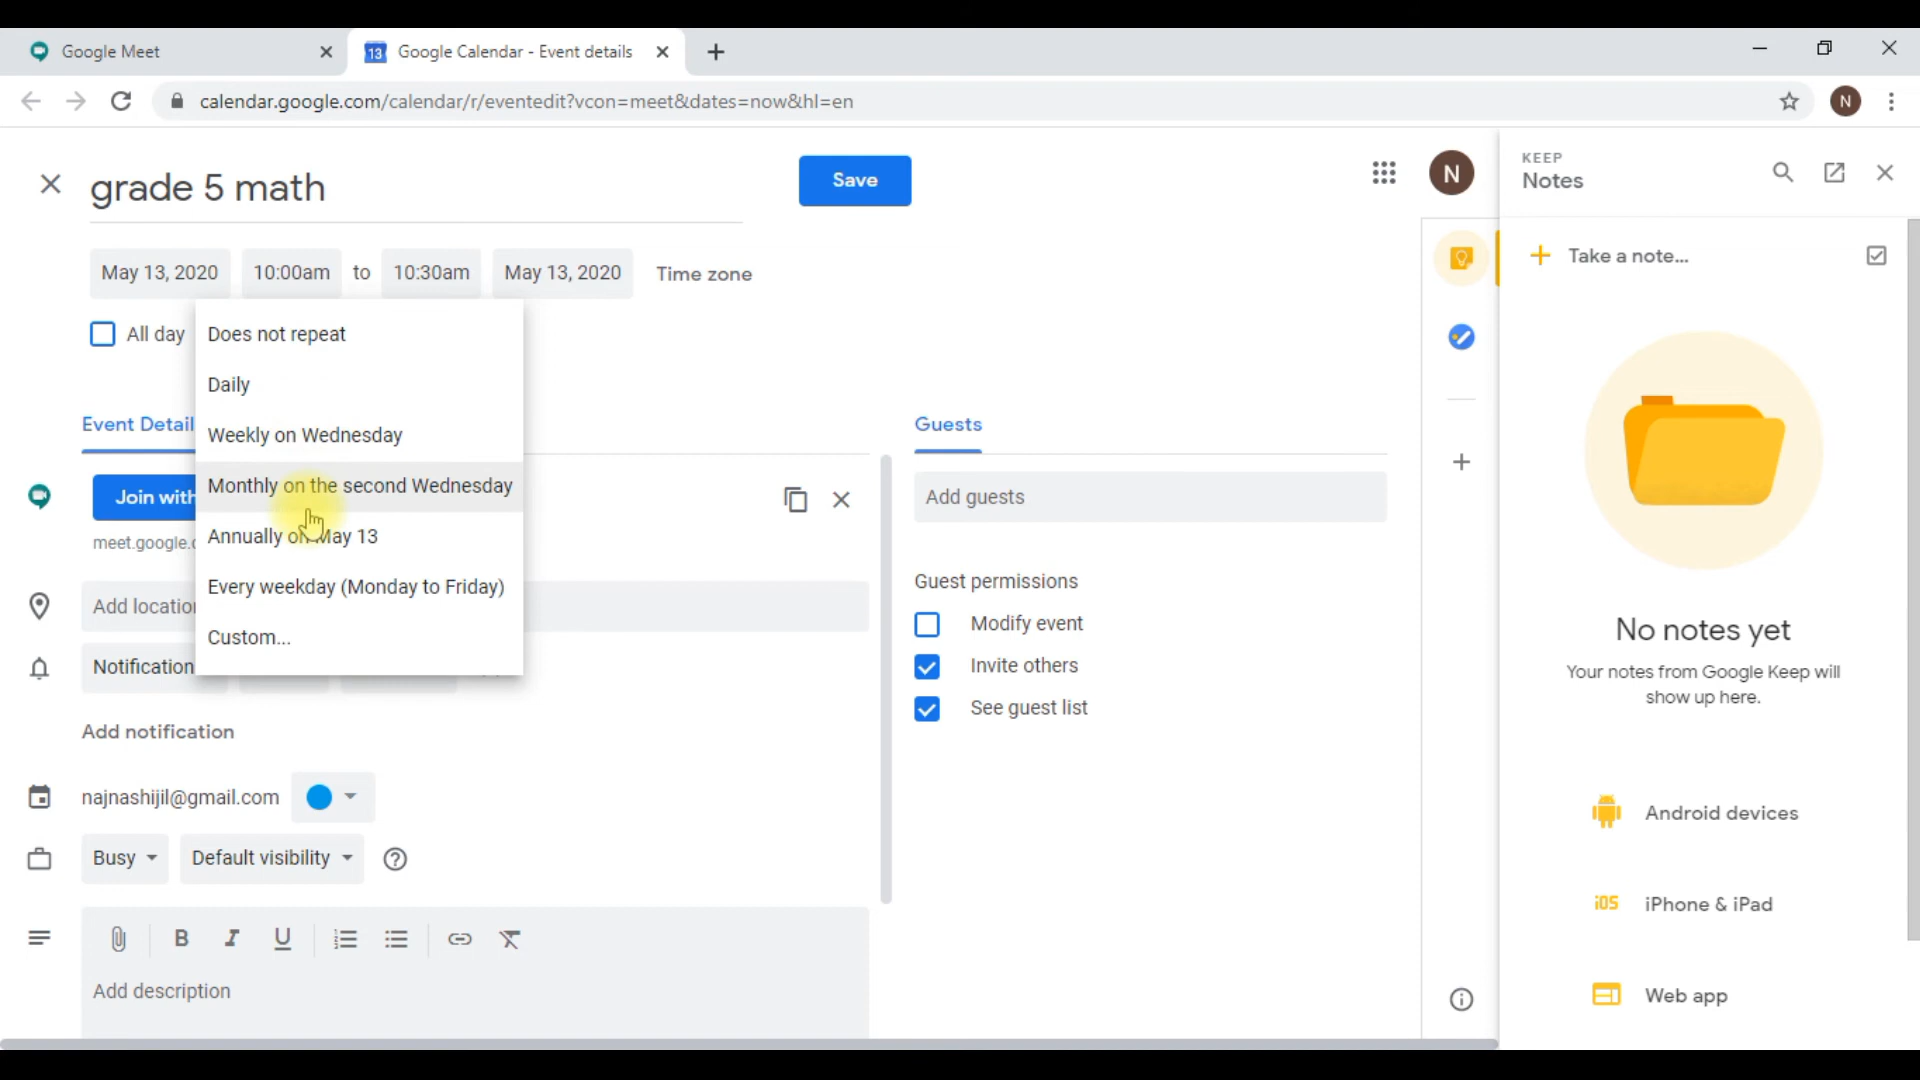 Google Meet
13 Google Calendar - Event details
calendar.google.com/calendar/r/eventedit?vcon=meet&dates=now&hl=en
N
grade 5 math
Save
N
KEEP
Notes
May 13, 2020 10:00am to 10:30am May 13, 2020 Time zone
Take a note...
All day
Does not repeat
Daily
Weekly on Wednesday
Monthly on the second Wednesday
Annually on May 13
Every weekday (Monday to Friday)
Custom...
Event Detail
Guests
Join with
meet.google.c
Add guests
Add location
Guest permissions
Modify event
Invite others
See guest list
Notification
Add notification
najnashijil@gmail.com
Busy Default visibility
B I U
Add description
No notes yet
Your notes from Google Keep will
show up here.
Android devices
iOS iPhone & iPad
Web app